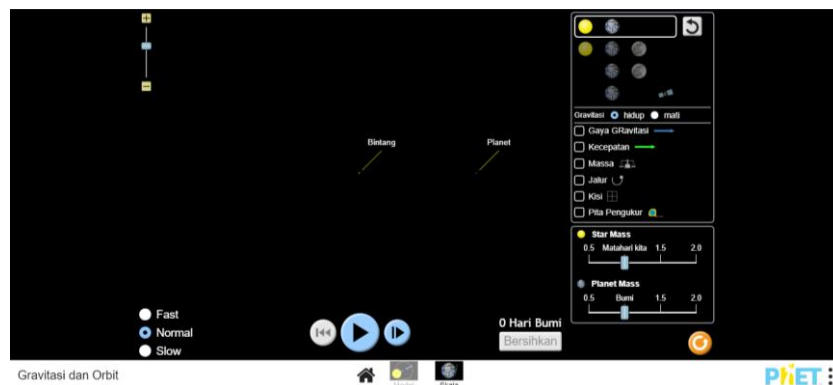 Gravitasi hidup mati
Bintang
Planet
Gaya GRavitasi
Kecepatan
Massa
Jalur
Kisi
Pita Pengukur
Star Mass
0.5 Matahari kita 1.5 2.0
Planet Mass
0.5 Bumi 1.5 2.0
Fast
Normal
Slow
0 Hari Bumi
Bersihkan
Gravitasi dan Orbit
Model
Skala
PhET